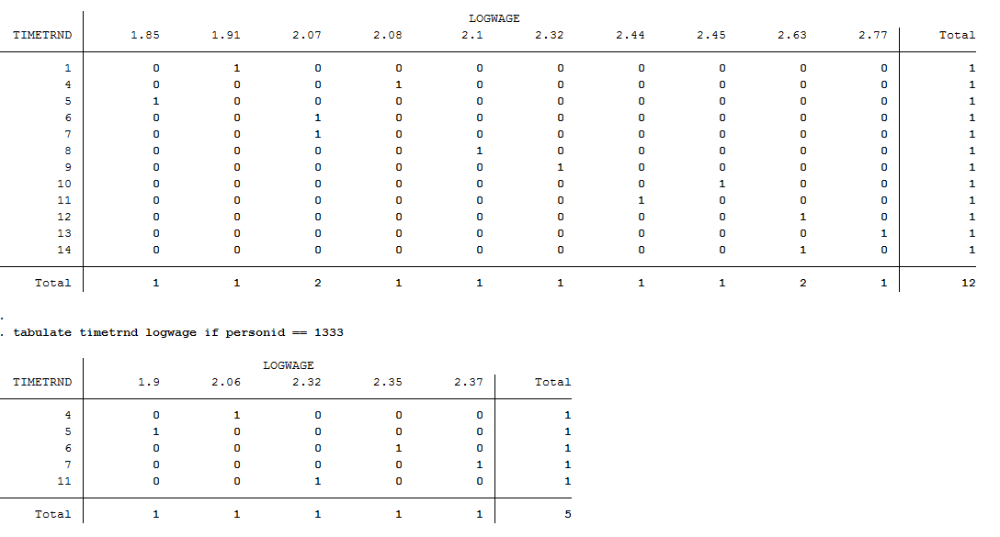 LOGWAGE
TIMETRND 1.85 1.91 2.07 2.08 2.1 2.32 2.44 2.45 2.63 2.77 Total
1 0 1 0 0 0 0 0 0 0 0 1
4 0 0 0 1 0 0 0 0 0 0 1
5 1 0 0 0 0 0 0 0 0 0 1
6 0 0 1 0 0 0 0 0 0 0 1
7 0 0 1 0 0 0 0 0 0 0 1
8 0 0 0 0 1 0 0 0 0 0 1
9 0 0 0 0 0 1 0 0 0 0 1
10 0 0 0 0 0 0 0 1 0 0 1
11 0 0 0 0 0 0 1 0 0 0 1
12 0 0 0 0 0 0 0 0 1 0 1
13 0 0 0 0 0 0 0 0 0 1 1
14 0 0 0 0 0 0 0 0 1 0 1
Total 1 1 2 1 1 1 1 1 2 1 12
.
. tabulate timetrnd logwage if personid == 1333
LOGWAGE
TIMETRND 1.9 2.06 2.32 2.35 2.37 Total
4 0 1 0 0 0 1
5 1 0 0 0 0 1
6 0 0 0 1 0 1
7 0 0 0 0 1 1
11 0 0 1 0 0 1
Total 1 1 1 1 1 5